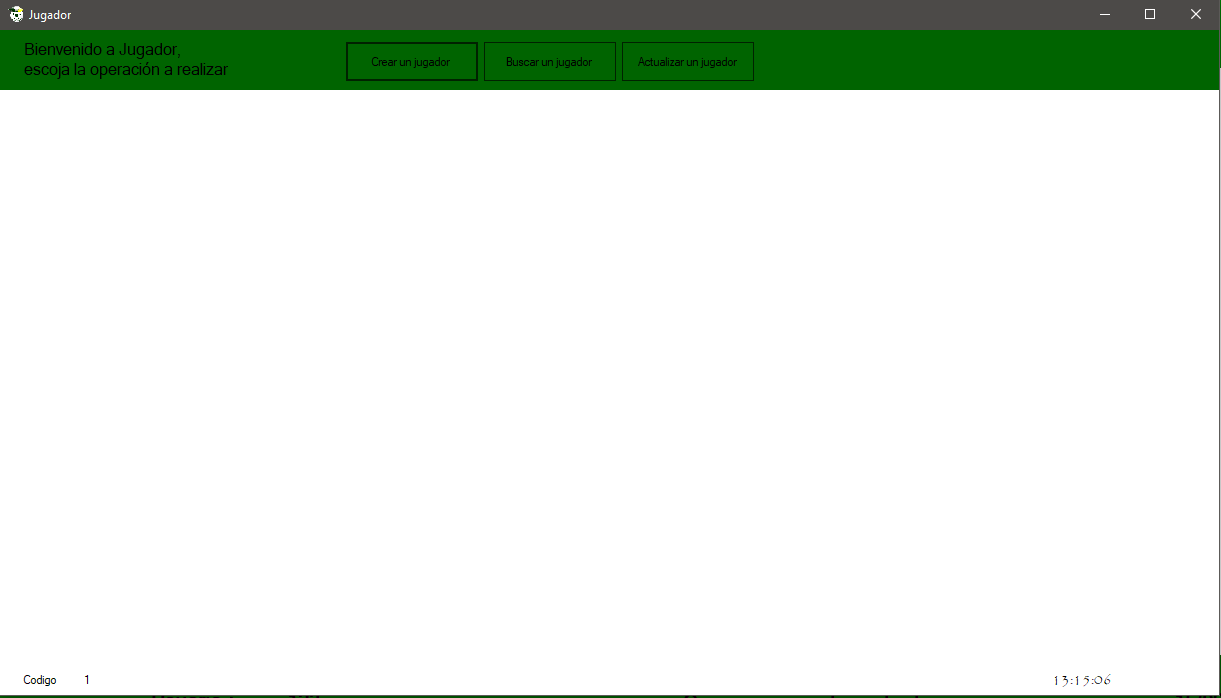 Jugador
Bienvenido a Jugador,
escoja la operación a realizar
Crear un jugador
Buscar un jugador
Actualizar un jugador
Codigo 1
13:15:06